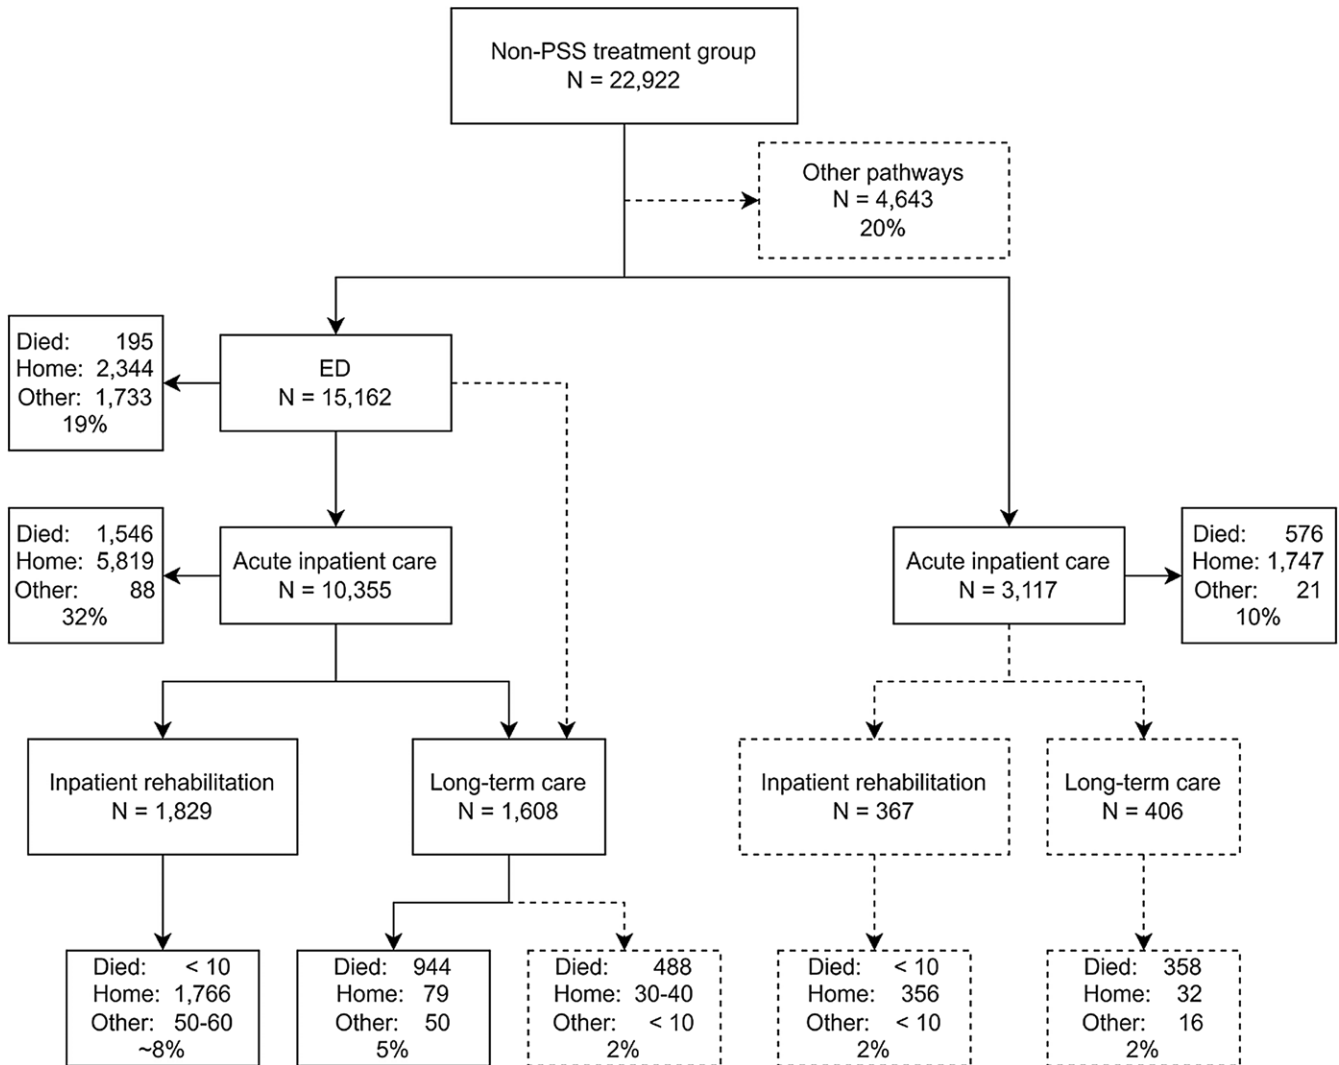 Non-PSS treatment group
N = 22,922
Other pathways
N = 4,643
20%
Died: 195
Home: 2,344
Other: 1,733
19%
ED
N = 15,162
Died: 1,546
Home: 5,819
Other: 88
32%
Acute inpatient care
N = 10,355
Acute inpatient care
N = 3,117
Died: 576
Home: 1,747
Other: 21
10%
Inpatient rehabilitation
N = 1,829
Long-term care
N = 1,608
Inpatient rehabilitation
N = 367
Long-term care
N = 406
Died: < 10
Home: 1,766
Other: 50-60
~8%
Died: 944
Home: 79
Other: 50
5%
Died: 488
Home: 30-40
Other: < 10
2%
Died: < 10
Home: 356
Other: < 10
2%
Died: 358
Home: 32
Other: 16
2%